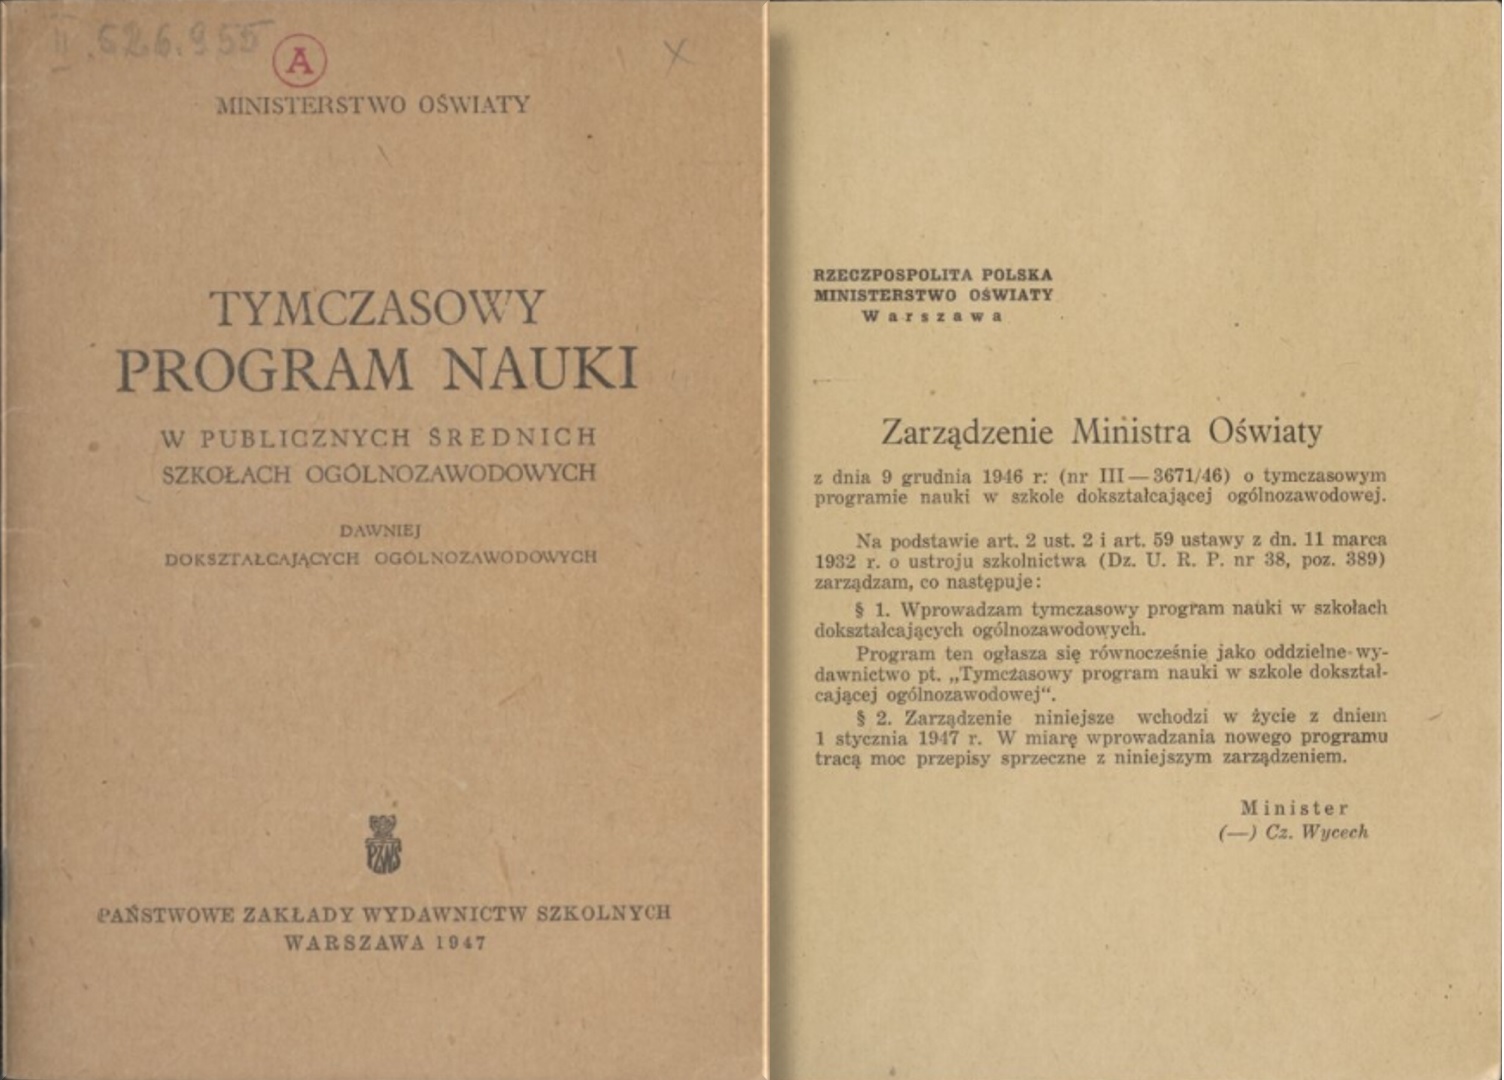 II 526.955
A
MINISTERSTWO OŚWIATY
TYMCZASOWY
PROGRAM NAUKI
W PUBLICZNYCH ŚREDNICH
SZKOŁACH OGÓLNOZAWODOWYCH
DAWNIEJ
DOKSZTAŁCAJĄCYCH OGÓLNOZAWODOWYCH
PZWS
PAŃSTWOWE ZAKŁADY WYDAWNICTW SZKOLNYCH
WARSZAWA 1947
RZECZPOSPOLITA POLSKA
MINISTERSTWO OŚWIATY
Warszawa
Zarządzenie Ministra Oświaty
z dnia 9 grudnia 1946 r. (nr III — 3671/46) o tymczasowym
programie nauki w szkole dokształcającej ogólnozawodowej.
Na podstawie art. 2 ust. 2 i art. 59 ustawy z dn. 11 marca
1932 r. o ustroju szkolnictwa (Dz. U. R. P. nr 38, poz. 389)
zarządzam, co następuje:
§ 1. Wprowadzam tymczasowy program nauki w szkołach
dokształcających ogólnozawodowych.
Program ten ogłasza się równocześnie jako oddzielne wy-
dawnictwo pt. „Tymczasowy program nauki w szkole dokształ-
cającej ogólnozawodowej“.
§ 2. Zarządzenie niniejsze wchodzi w życie z dniem
1 stycznia 1947 r. W miarę wprowadzania nowego programu
tracą moc przepisy sprzeczne z niniejszym zarządzeniem.
Minister
(—) Cz. Wycech